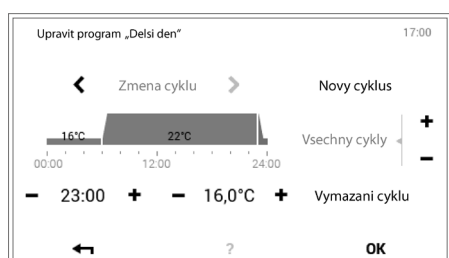 Upravit program „Delsi den“ 17:00
Zmena cyklu Novy cyklus
16°C 22°C Vsechny cykly
00:00 12:00 24:00
23:00 16,0°C Vymazani cyklu
? OK